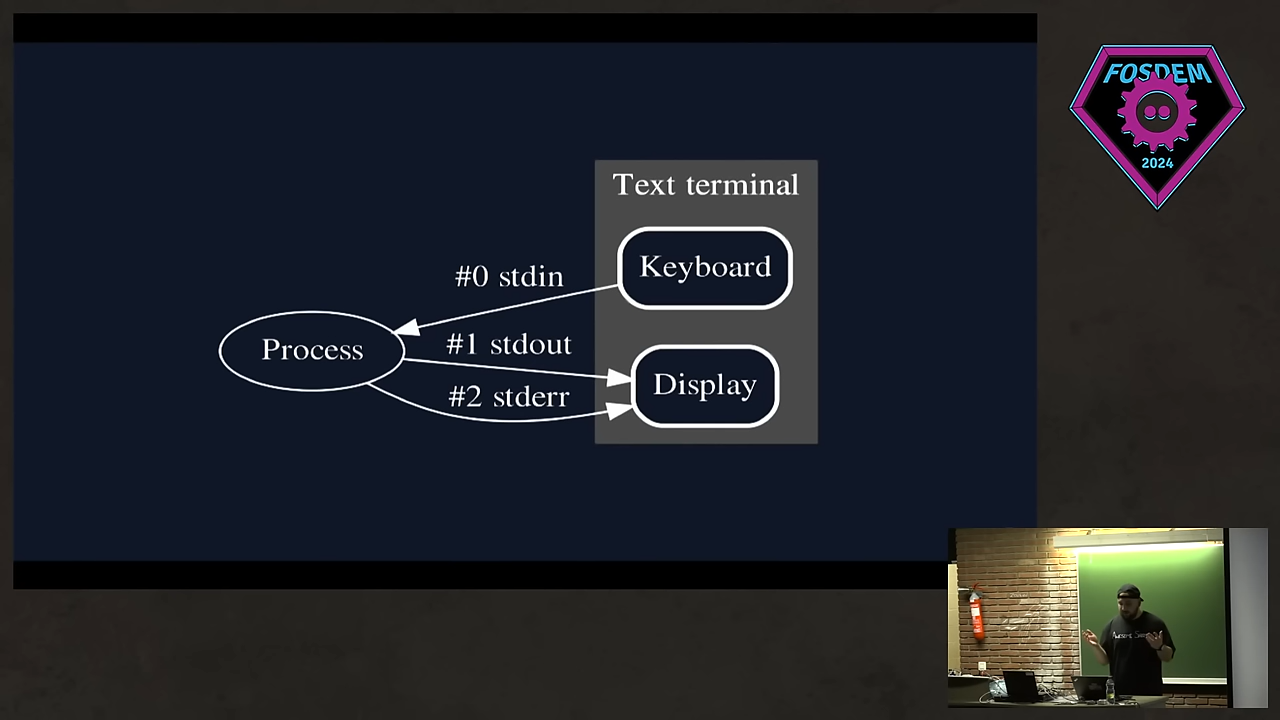 Text terminal
Keyboard
#0 stdin
Process
#1 stdout
Display
#2 stderr
FOSDEM
2024